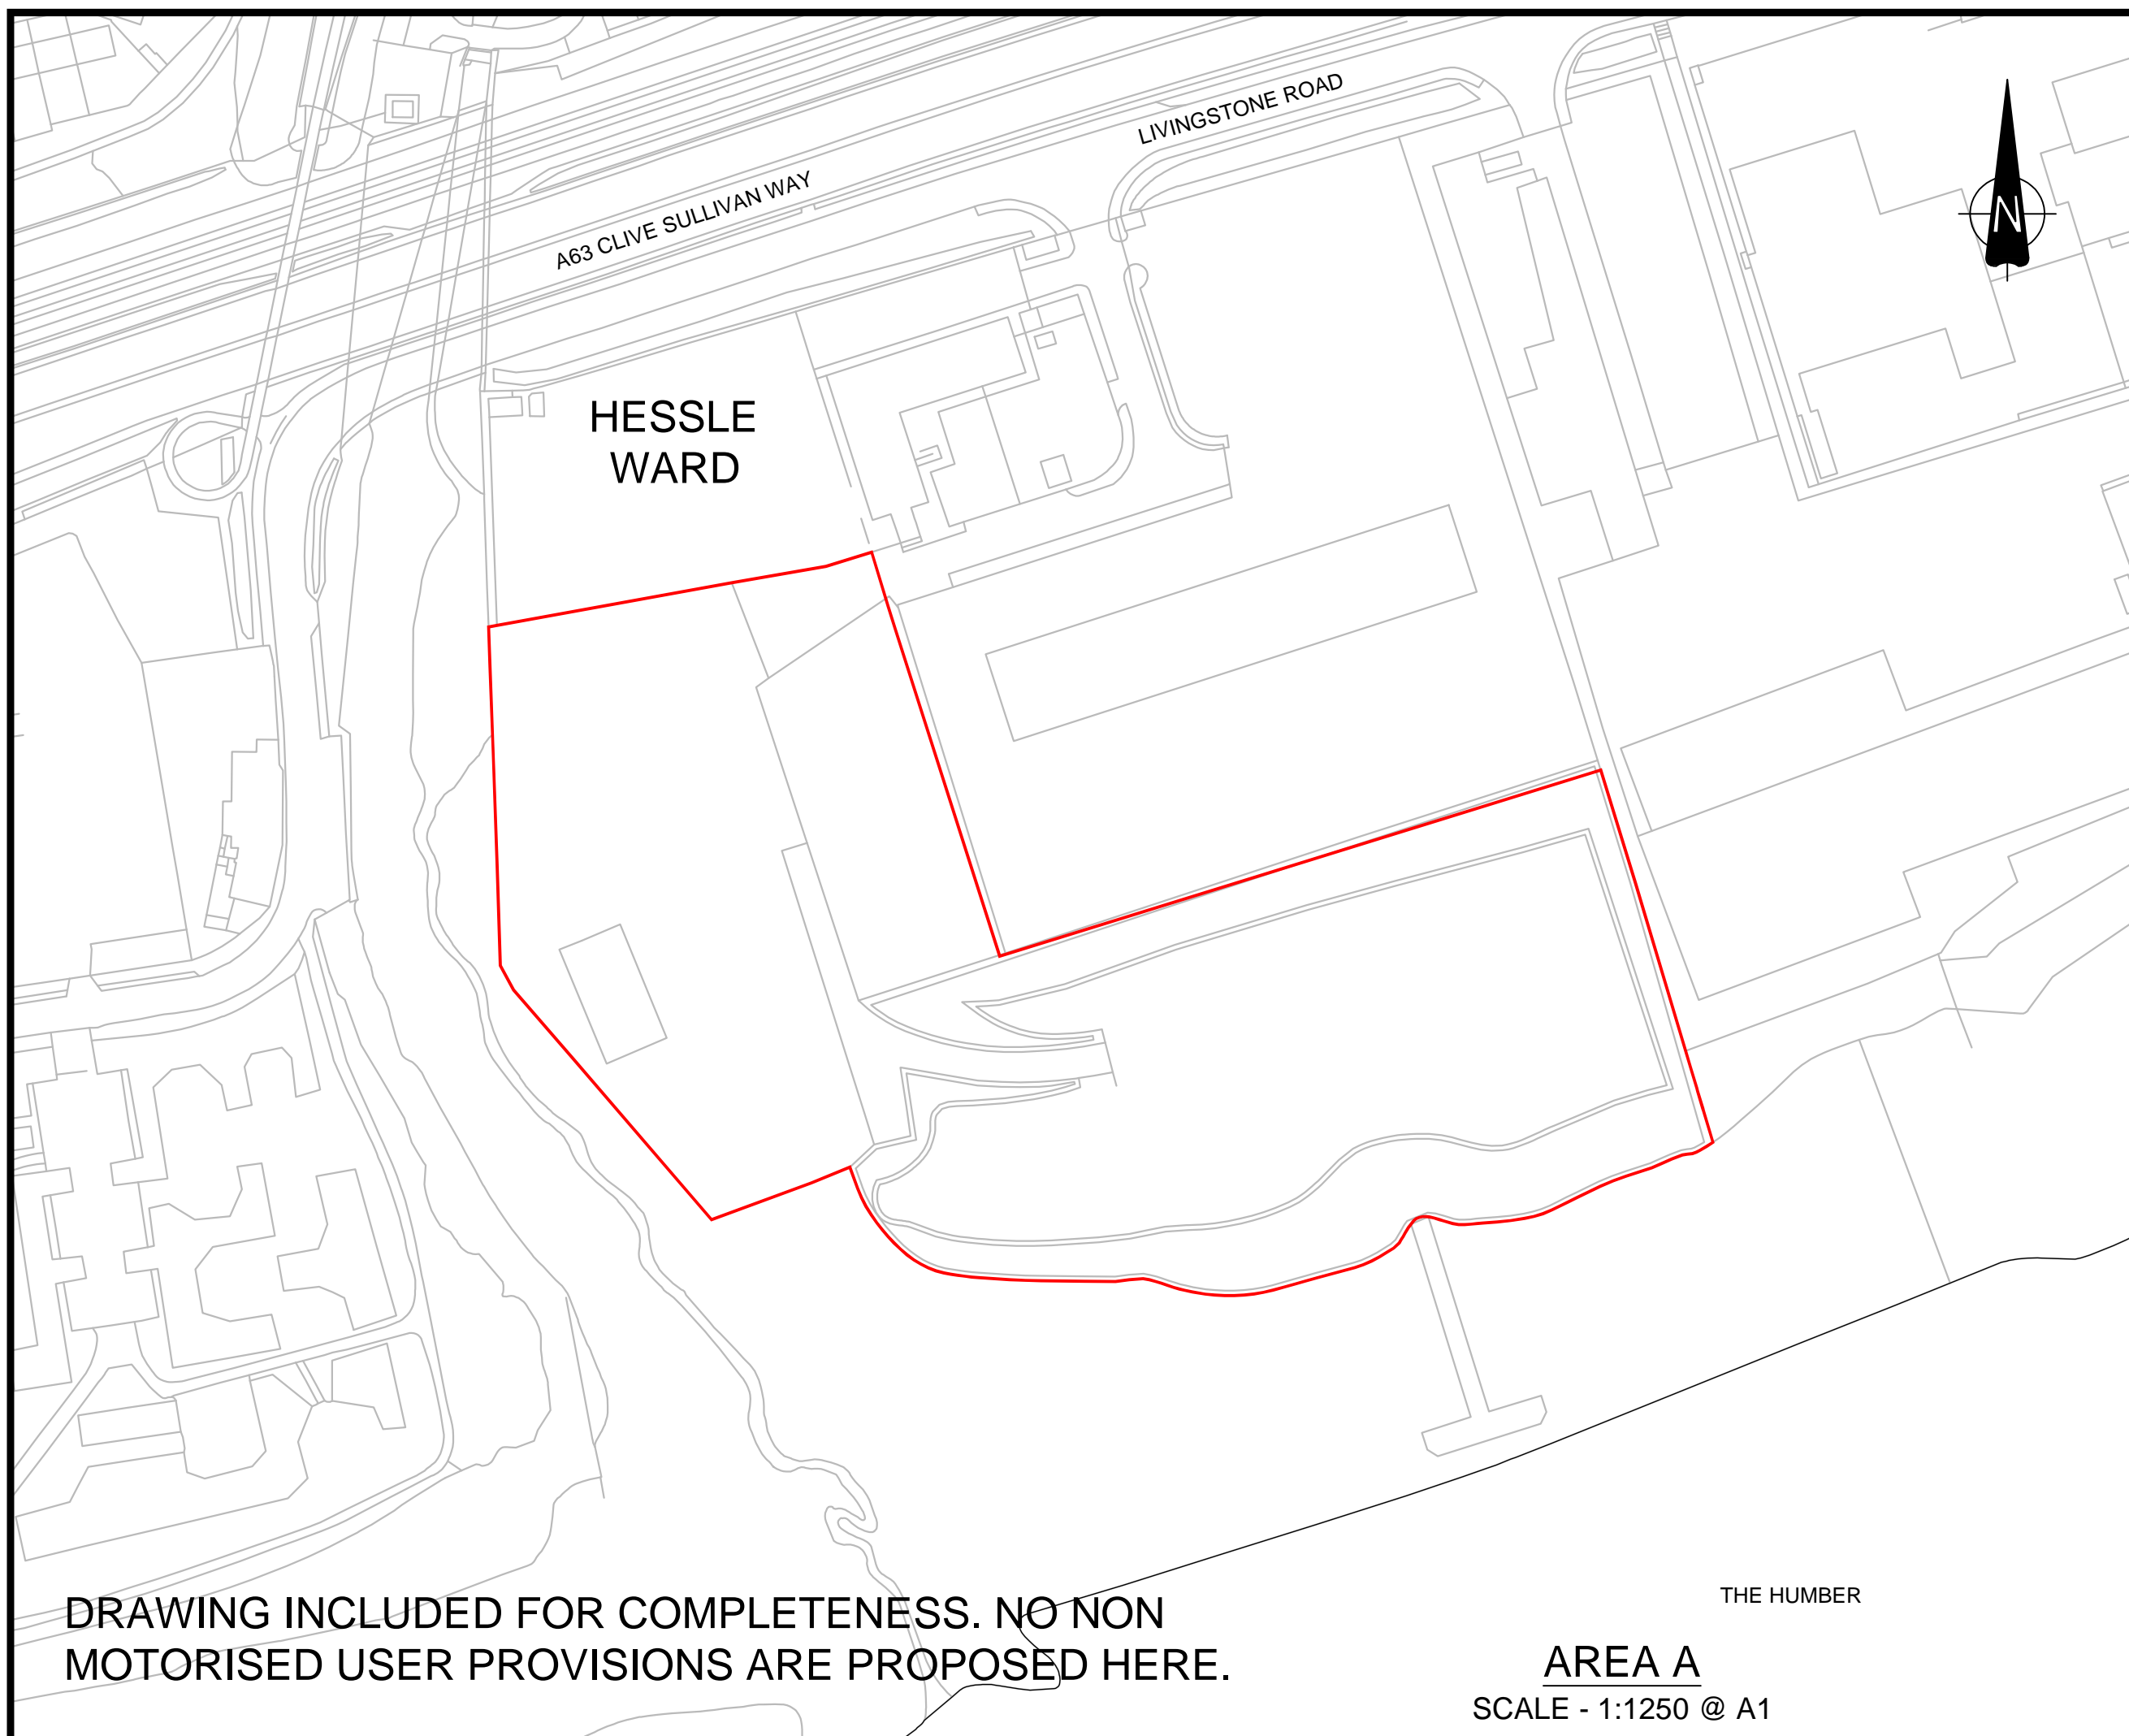 LIVINGSTONE ROAD
A63 CLIVE SULLIVAN WAY
N
HESSLE
WARD
THE HUMBER
DRAWING INCLUDED FOR COMPLETENESS. NO NON
MOTORISED USER PROVISIONS ARE PROPOSED HERE.
AREA A
SCALE - 1:1250 @ A1